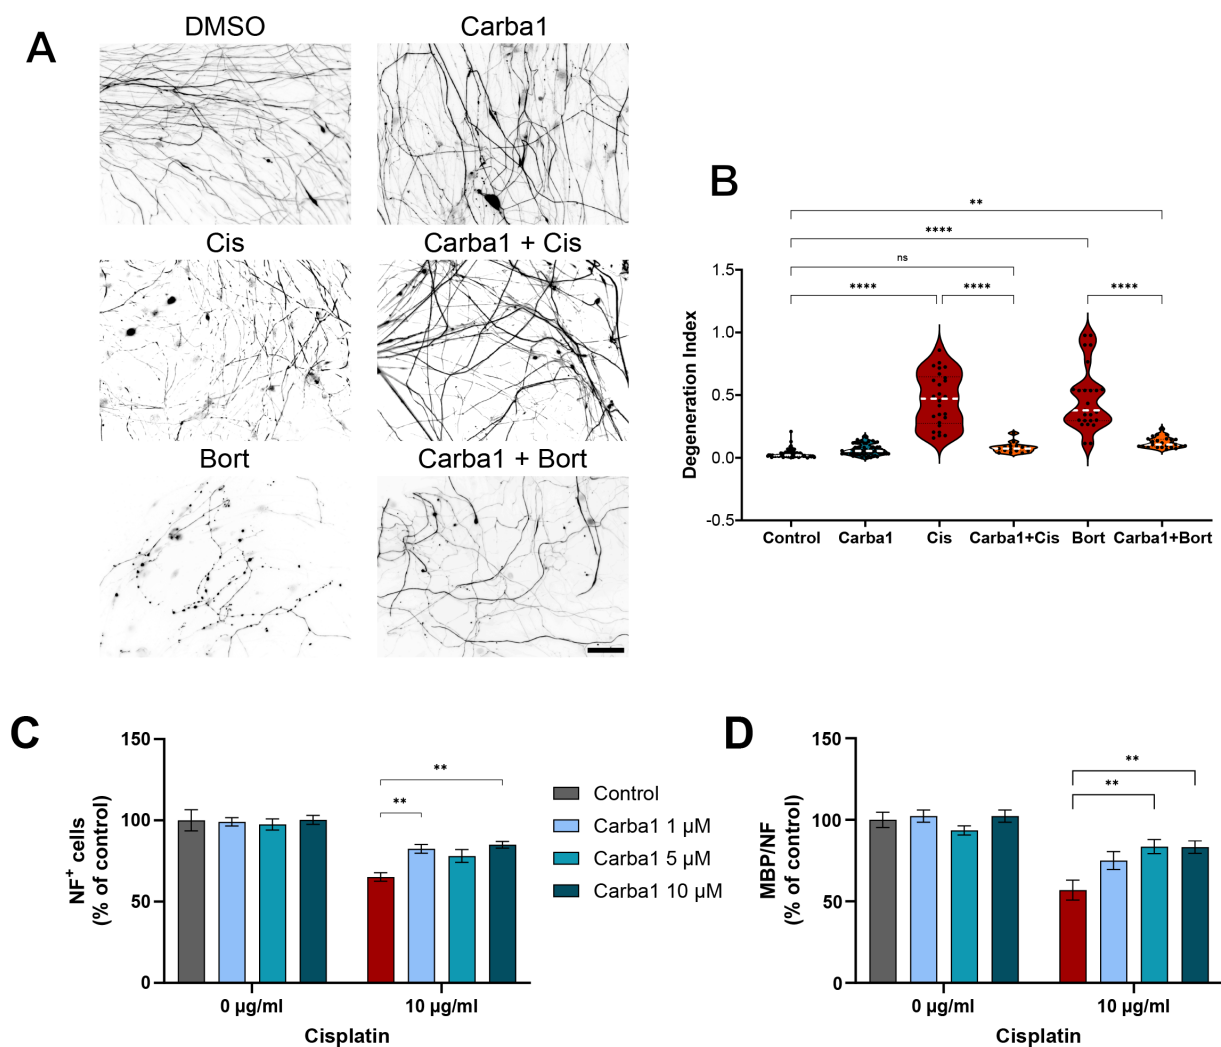 A
DMSO
Carba1
Cis
Carba1 + Cis
Bort
Carba1 + Bort
B
**
****
ns
****
****
****
Degeneration Index
1.5
1.0
0.5
0.0
-0.5
Control
Carba1
Cis
Carba1+Cis
Bort
Carba1+Bort
C
NF+ cells
(% of control)
150
100
50
0
**
**
0 µg/ml
10 µg/ml
Cisplatin
Control
Carba1 1 µM
Carba1 5 µM
Carba1 10 µM
D
MBP/NF
(% of control)
150
100
50
0
**
**
0 µg/ml
10 µg/ml
Cisplatin